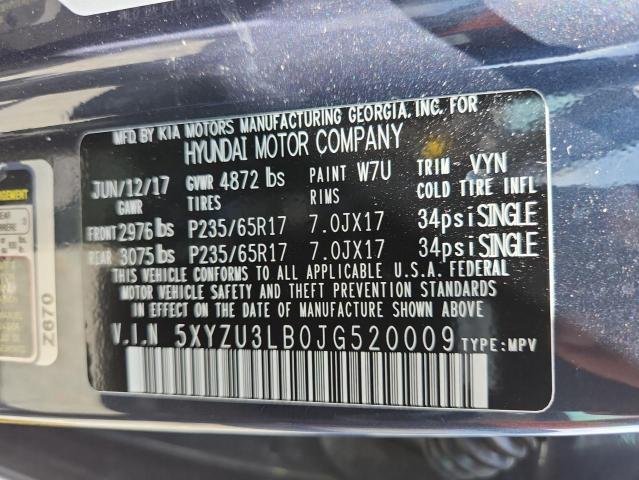 MFD. BY KIA MOTORS MANUFACTURING GEORGIA, INC. FOR
HYUNDAI MOTOR COMPANY
JUN/12/17 GVWR 4872 lbs PAINT W7U TRIM VYN
GAWR TIRES RIMS COLD TIRE INFL
FRONT 2976 lbs P235/65R17 7.0JX17 34psi SINGLE
REAR 3075 lbs P235/65R17 7.0JX17 34psi SINGLE
THIS VEHICLE CONFORMS TO ALL APPLICABLE U.S.A. FEDERAL
MOTOR VEHICLE SAFETY AND THEFT PREVENTION STANDARDS
IN EFFECT ON THE DATE OF MANUFACTURE SHOWN ABOVE
V.I.N 5XYZU3LB0JG520009 TYPE:MPV
Z670